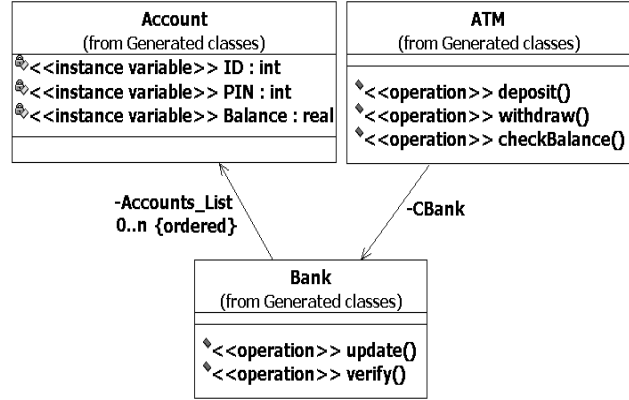 Account
(from Generated classes)
<<instance variable>> ID : int
<<instance variable>> PIN : int
<<instance variable>> Balance : real
ATM
(from Generated classes)
<<operation>> deposit()
<<operation>> withdraw()
<<operation>> checkBalance()
-Accounts_List
0..n {ordered}
-CBank
Bank
(from Generated classes)
<<operation>> update()
<<operation>> verify()